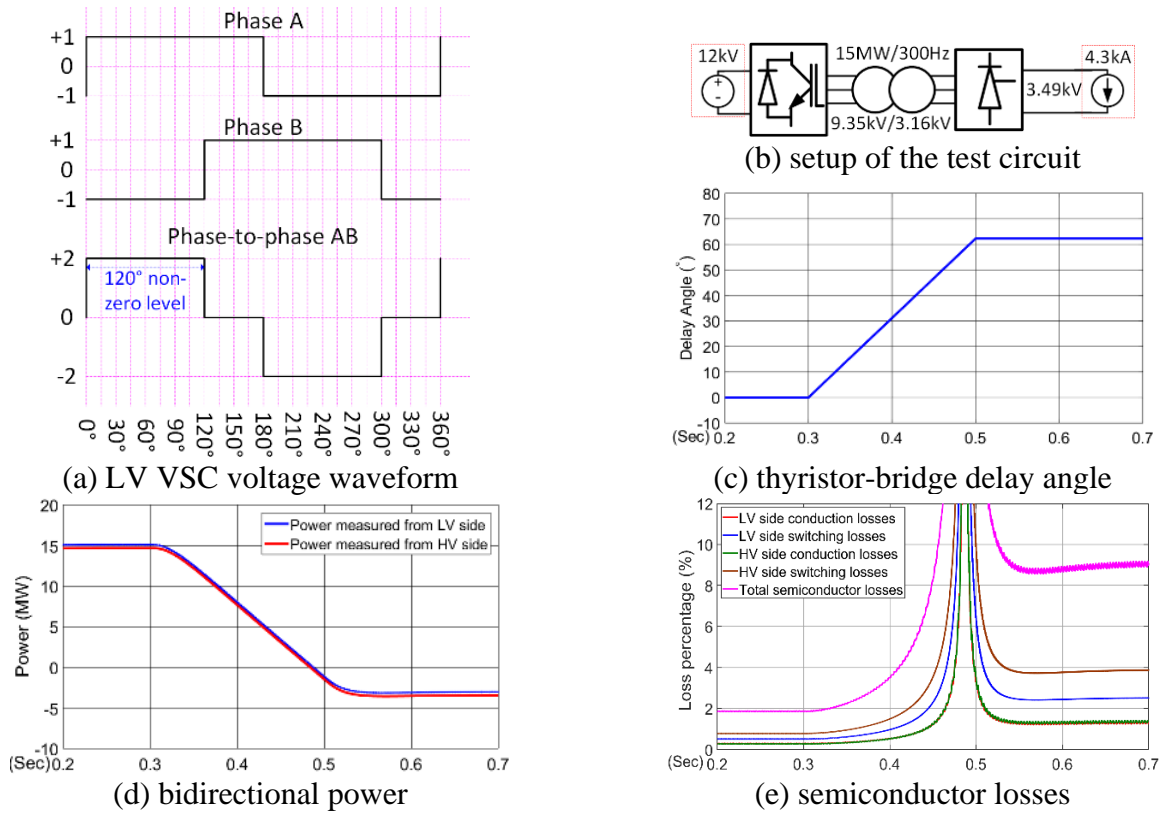 Phase A
+1
0
-1
Phase B
+1
0
-1
Phase-to-phase AB
+2
120° non-
zero level
0
-2
0° 30° 60° 90° 120° 150° 180° 210° 240° 270° 300° 330° 360°
(a) LV VSC voltage waveform
12kV
15MW/300Hz
4.3kA
3.49kV
9.35kV/3.16kV
(b) setup of the test circuit
80
70
60
50
40
30
20
10
0
-10
Delay Angle (°)
(Sec) 0.2 0.3 0.4 0.5 0.6 0.7
(c) thyristor-bridge delay angle
20
15
10
5
0
-5
-10
Power (MW)
Power measured from LV side
Power measured from HV side
(Sec) 0.2 0.3 0.4 0.5 0.6 0.7
(d) bidirectional power
12
10
8
6
4
2
0
Loss percentage (%)
LV side conduction losses
LV side switching losses
HV side conduction losses
HV side switching losses
Total semiconductor losses
(Sec) 0.2 0.3 0.4 0.5 0.6 0.7
(e) semiconductor losses